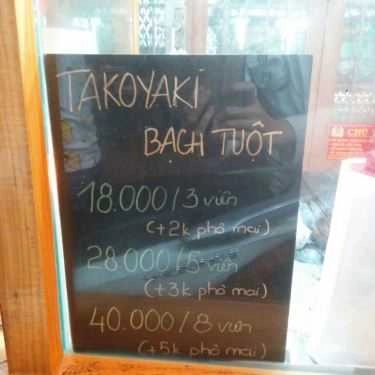 TAKOYAKI
BẠCH TUỘT
18.000/3 viên
(+2k phô mai)
28.000/5 viên
(+3k phô mai)
40.000/8 viên
(+5k phô mai)